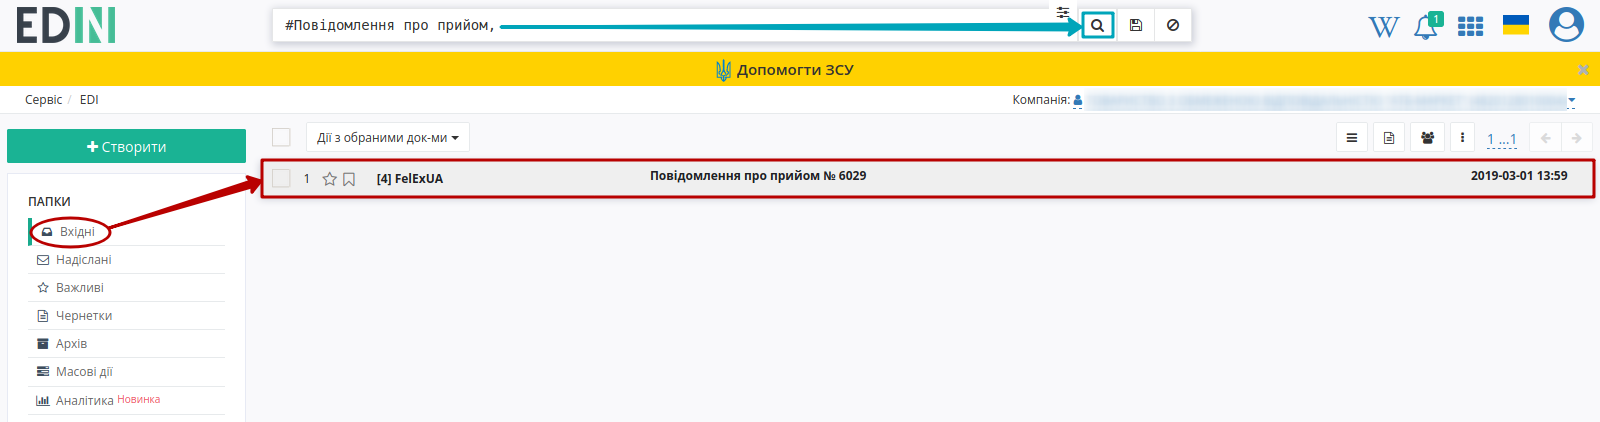 EDIN
#Повідомлення про прийом,
W
1
Допомогти ЗСУ
Сервіс / EDI
Компанія:
Створити
Дії з обраними док-ми
1 ...1
1 [4] FelExUA Повідомлення про прийом № 6029 2019-03-01 13:59
ПАПКИ
Вхідні
Надіслані
Важливі
Чернетки
Архів
Масові дії
Аналітика Новинка